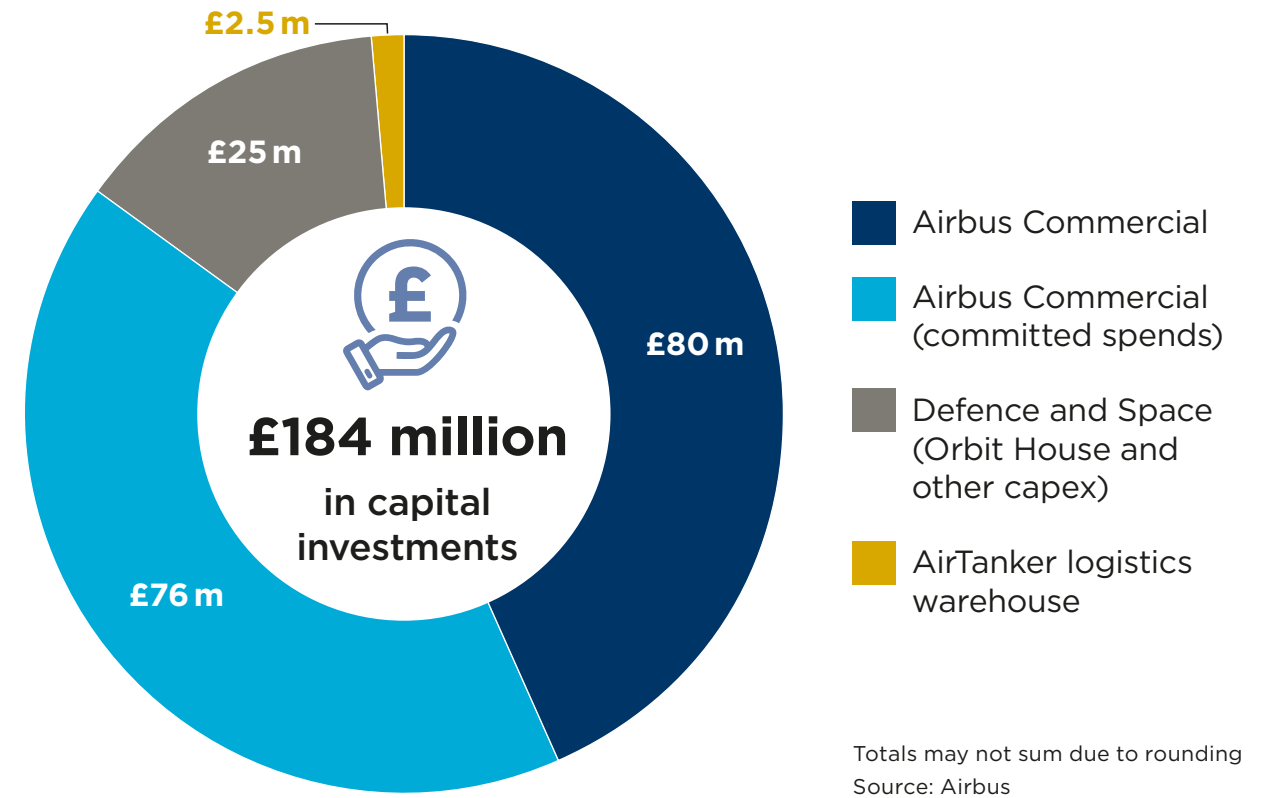 £2.5 m
£25 m
£80 m
£76 m
£
£184 million
in capital
investments
Airbus Commercial
Airbus Commercial
(committed spends)
Defence and Space
(Orbit House and
other capex)
AirTanker logistics
warehouse
Totals may not sum due to rounding
Source: Airbus